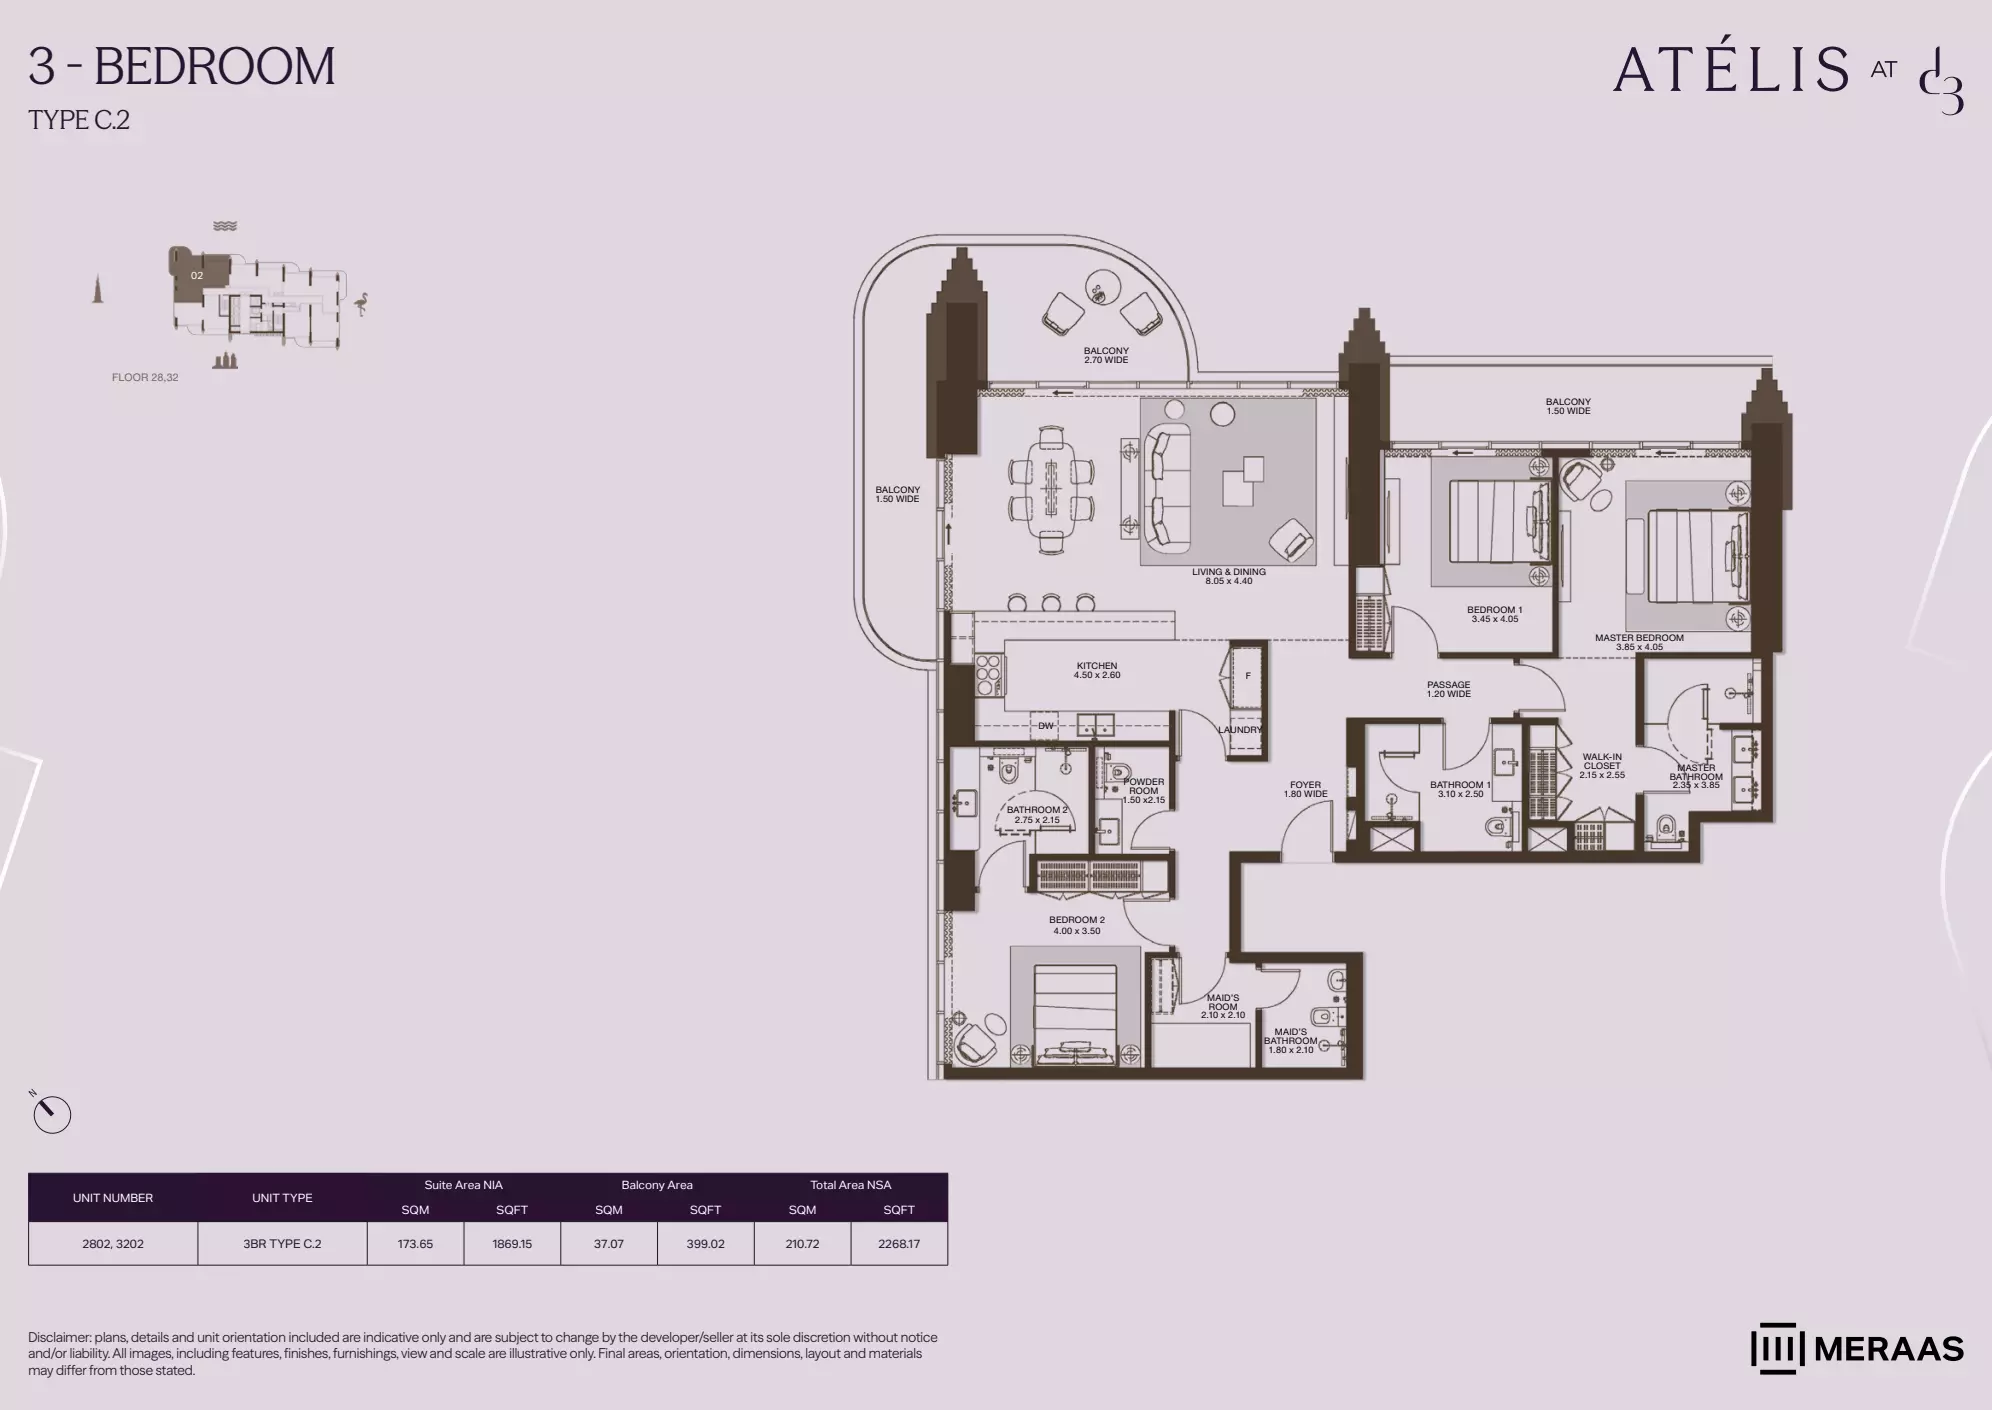 3 - BEDROOM
TYPE C.2
ATÉLIS AT d3
02
FLOOR 28,32
BALCONY
2.70 WIDE
BALCONY
1.50 WIDE
BALCONY
1.50 WIDE
LIVING & DINING
8.05 x 4.40
BEDROOM 1
3.45 x 4.05
MASTER BEDROOM
3.85 x 4.05
KITCHEN
4.50 x 2.60
F
PASSAGE
1.20 WIDE
DW
LAUNDRY
WALK-IN
CLOSET
2.15 x 2.55
MASTER
BATHROOM
2.35 x 3.85
POWDER
ROOM
1.50 x2.15
FOYER
1.80 WIDE
BATHROOM 1
3.10 x 2.50
BATHROOM 2
2.75 x 2.15
BEDROOM 2
4.00 x 3.50
MAID'S
ROOM
2.10 x 2.10
MAID'S
BATHROOM
1.80 x 2.10
N
UNIT NUMBER UNIT TYPE Suite Area NIA Balcony Area Total Area NSA
SQM SQFT SQM SQFT SQM SQFT
2802, 3202 3BR TYPE C.2 173.65 1869.15 37.07 399.02 210.72 2268.17
Disclaimer: plans, details and unit orientation included are indicative only and are subject to change by the developer/seller at its sole discretion without notice
and/or liability. All images, including features, finishes, furnishings, view and scale are illustrative only. Final areas, orientation, dimensions, layout and materials
may differ from those stated.
MERAAS